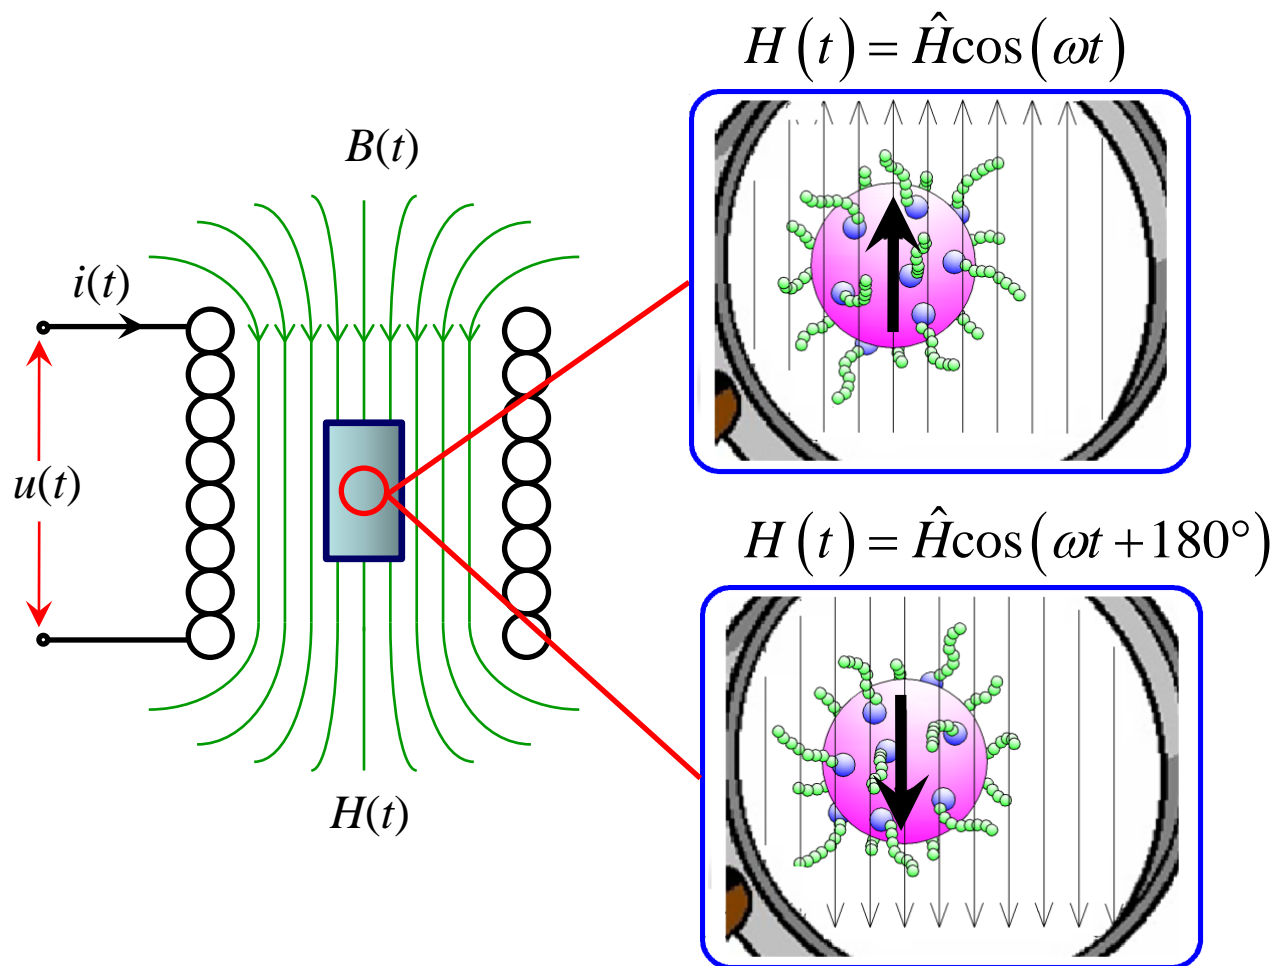 H(t) = Ĥcos(ωt)
B(t)
i(t)
u(t)
H(t) = Ĥcos(ωt+180°)
H(t)